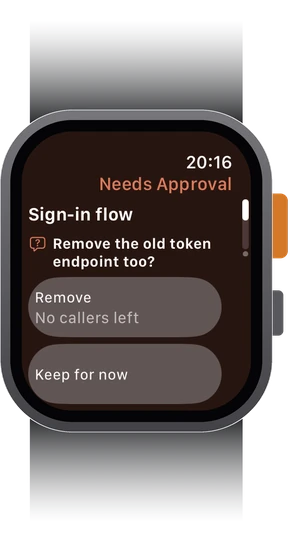 20:16
Needs Approval
Sign-in flow
Remove the old token
endpoint too?
Remove
No callers left
Keep for now